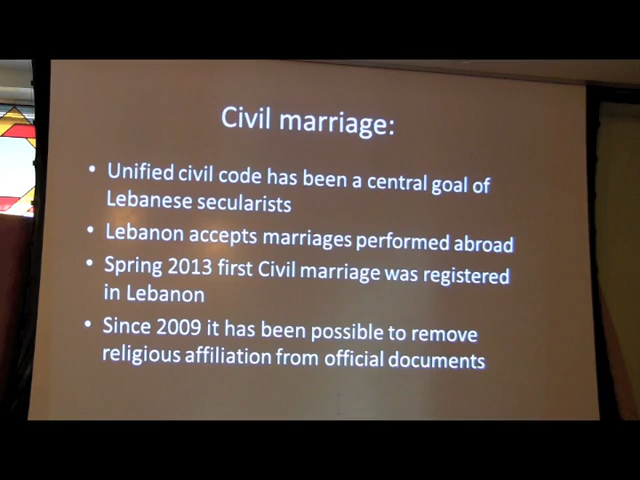 Civil marriage:
• Unified civil code has been a central goal of
Lebanese secularists
• Lebanon accepts marriages performed abroad
• Spring 2013 first Civil marriage was registered
in Lebanon
• Since 2009 it has been possible to remove
religious affiliation from official documents